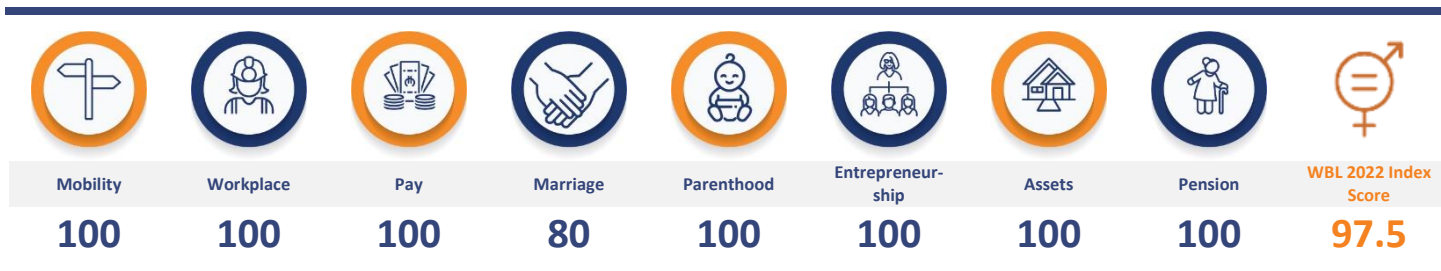 Mobility
100
Workplace
100
Pay
100
Marriage
80
Parenthood
100
Entrepreneur-
ship
100
Assets
100
Pension
100
WBL 2022 Index
Score
97.5